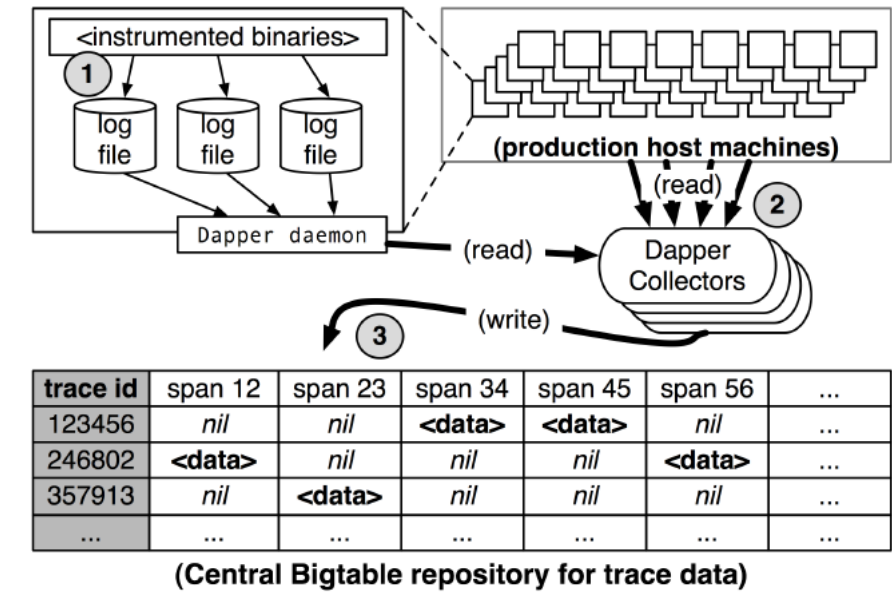 <instrumented binaries>
1
log file
log file
log file
Dapper daemon
(production host machines)
(read)
2
(read)
Dapper
Collectors
(write)
3
trace id span 12 span 23 span 34 span 45 span 56 ...
123456 nil nil <data> <data> nil ...
246802 <data> nil nil nil <data> ...
357913 nil <data> nil nil nil ...
... ... ... ... ... ... ...
(Central Bigtable repository for trace data)